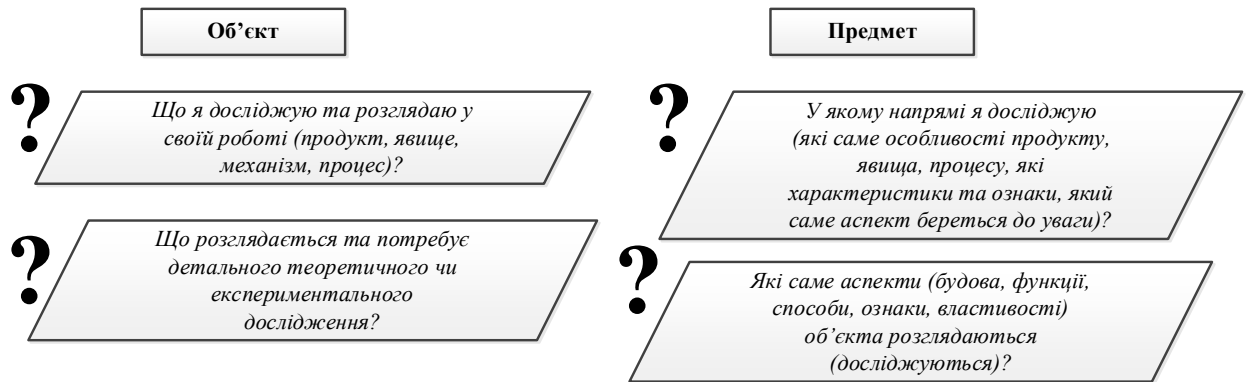 Об’єкт
?
Що я досліджую та розглядаю у
своїй роботі (продукт, явище,
механізм, процес)?
?
Що розглядається та потребує
детального теоретичного чи
експериментального
дослідження?
Предмет
?
У якому напрямі я досліджую
(які саме особливості продукту,
явища, процесу, які
характеристики та ознаки, який
саме аспект береться до уваги)?
?
Які саме аспекти (будова, функції,
способи, ознаки, властивості)
об’єкта розглядаються
(досліджуються)?